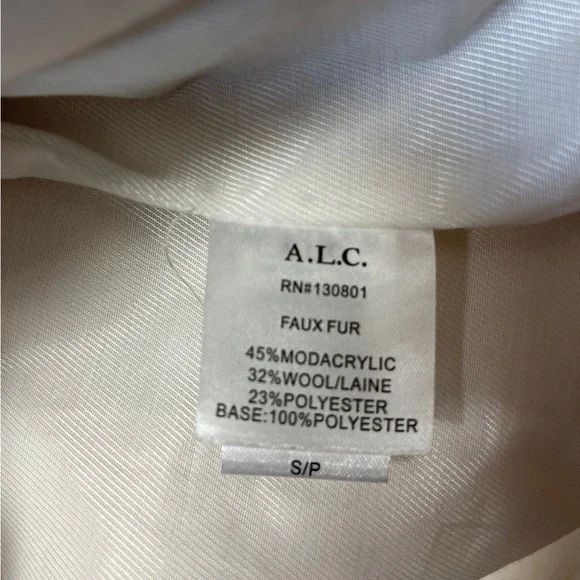 A.L.C.
RN#130801
FAUX FUR
45%MODACRYLIC
32%WOOL/LAINE
23%POLYESTER
BASE:100%POLYESTER
S/P